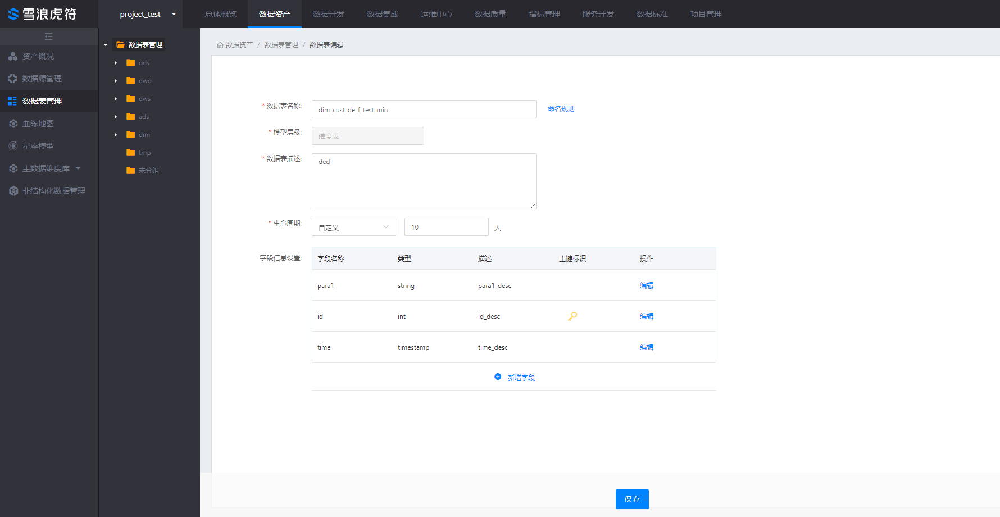 雪浪虎符
project_test
总体概览
数据资产
数据开发
数据集成
运维中心
数据质量
指标管理
服务开发
数据标准
项目管理
资产概况
数据源管理
数据表管理
血缘地图
星座模型
主数据维度库
非结构化数据管理
数据表管理
ods
dwd
dws
ads
dim
tmp
未分组
数据资产 / 数据表管理 / 数据表编辑
* 数据表名称: dim_cust_de_f_test_min 命名规则
* 模型层级: 维度表
* 数据表描述: ded
* 生命周期: 自定义 10 天
字段信息设置: 字段名称 类型 描述 主键标识 操作
para1 string para1_desc 编辑
id int id_desc 编辑
time timestamp time_desc 编辑
新增字段
保存